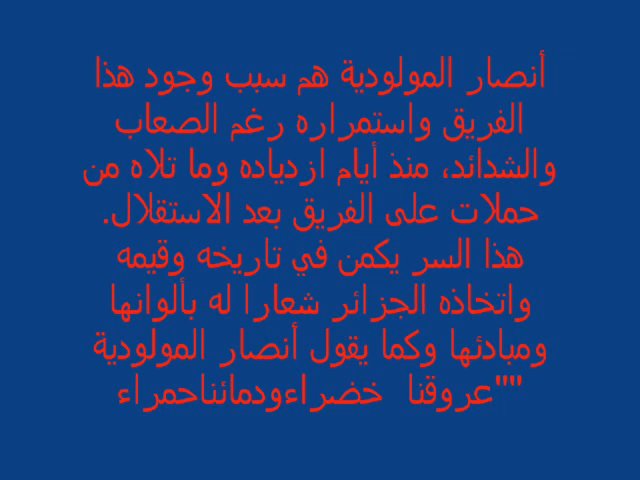 أنصار المولودية هم سبب وجود هذا
الفريق واستمراره رغم الصعاب
والشدائد، منذ أيام ازدياده وما تلاه من
حملات على الفريق بعد الاستقلال.
هذا السر يكمن في تاريخه وقيمه
واتخاذه الجزائر شعارا له بألوانها
ومبادئها وكما يقول أنصار المولودية
""عروقنا  خضراءودمائناحمراء